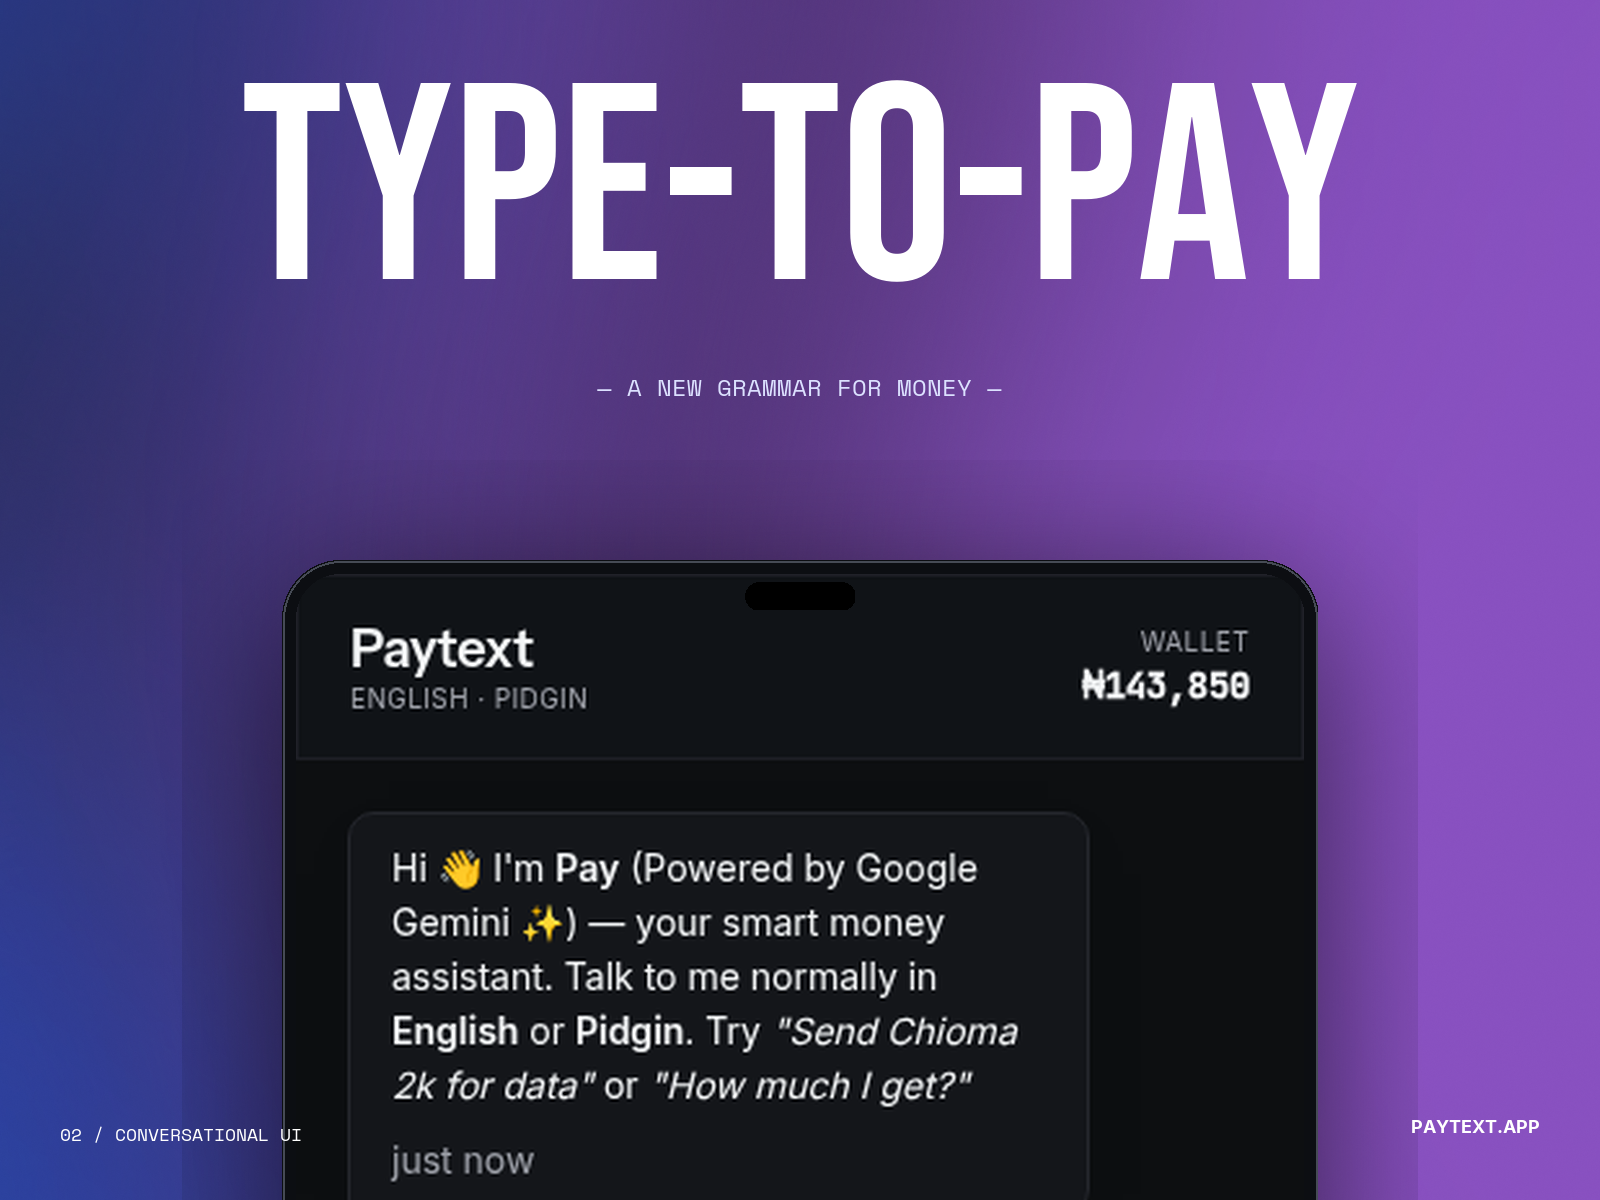 TYPE-TO-PAY
— A NEW GRAMMAR FOR MONEY —
Paytext
ENGLISH · PIDGIN
WALLET
₦143,850
Hi 👋 I'm Pay (Powered by Google
Gemini ✨) — your smart money
assistant. Talk to me normally in
English or Pidgin. Try "Send Chioma
2k for data" or "How much I get?"
just now
02 / CONVERSATIONAL UI
PAYTEXT.APP